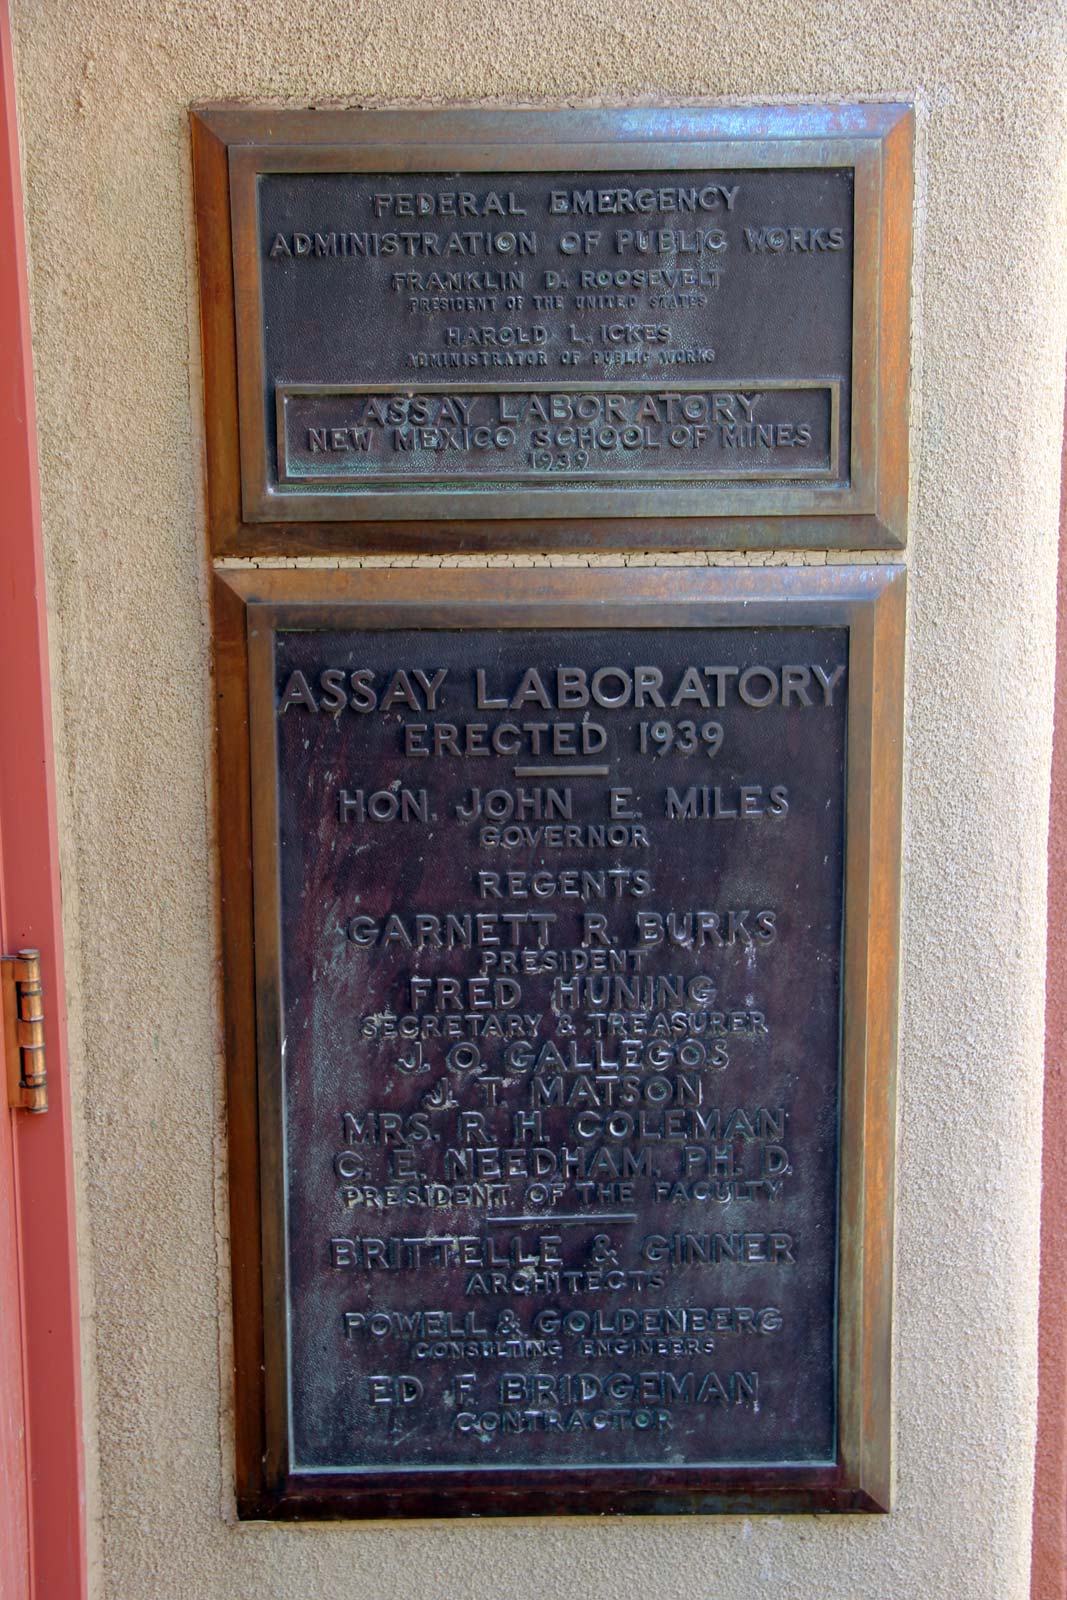 FEDERAL EMERGENCY
ADMINISTRATION OF PUBLIC WORKS
FRANKLIN D. ROOSEVELT
PRESIDENT OF THE UNITED STATES
HAROLD L. ICKES
ADMINISTRATOR OF PUBLIC WORKS
ASSAY LABORATORY
NEW MEXICO SCHOOL OF MINES
1939
ASSAY LABORATORY
ERECTED 1939
HON. JOHN E. MILES
GOVERNOR
REGENTS
GARNETT R. BURKS
PRESIDENT
FRED HUNING
SECRETARY & TREASURER
J. O. GALLEGOS
J. T. MATSON
MRS. R. H. COLEMAN
C. E. NEEDHAM, PH. D.
PRESIDENT OF THE FACULTY
BRITTELLE & GINNER
ARCHITECTS
POWELL & GOLDENBERG
CONSULTING ENGINEERS
ED F. BRIDGEMAN
CONTRACTOR